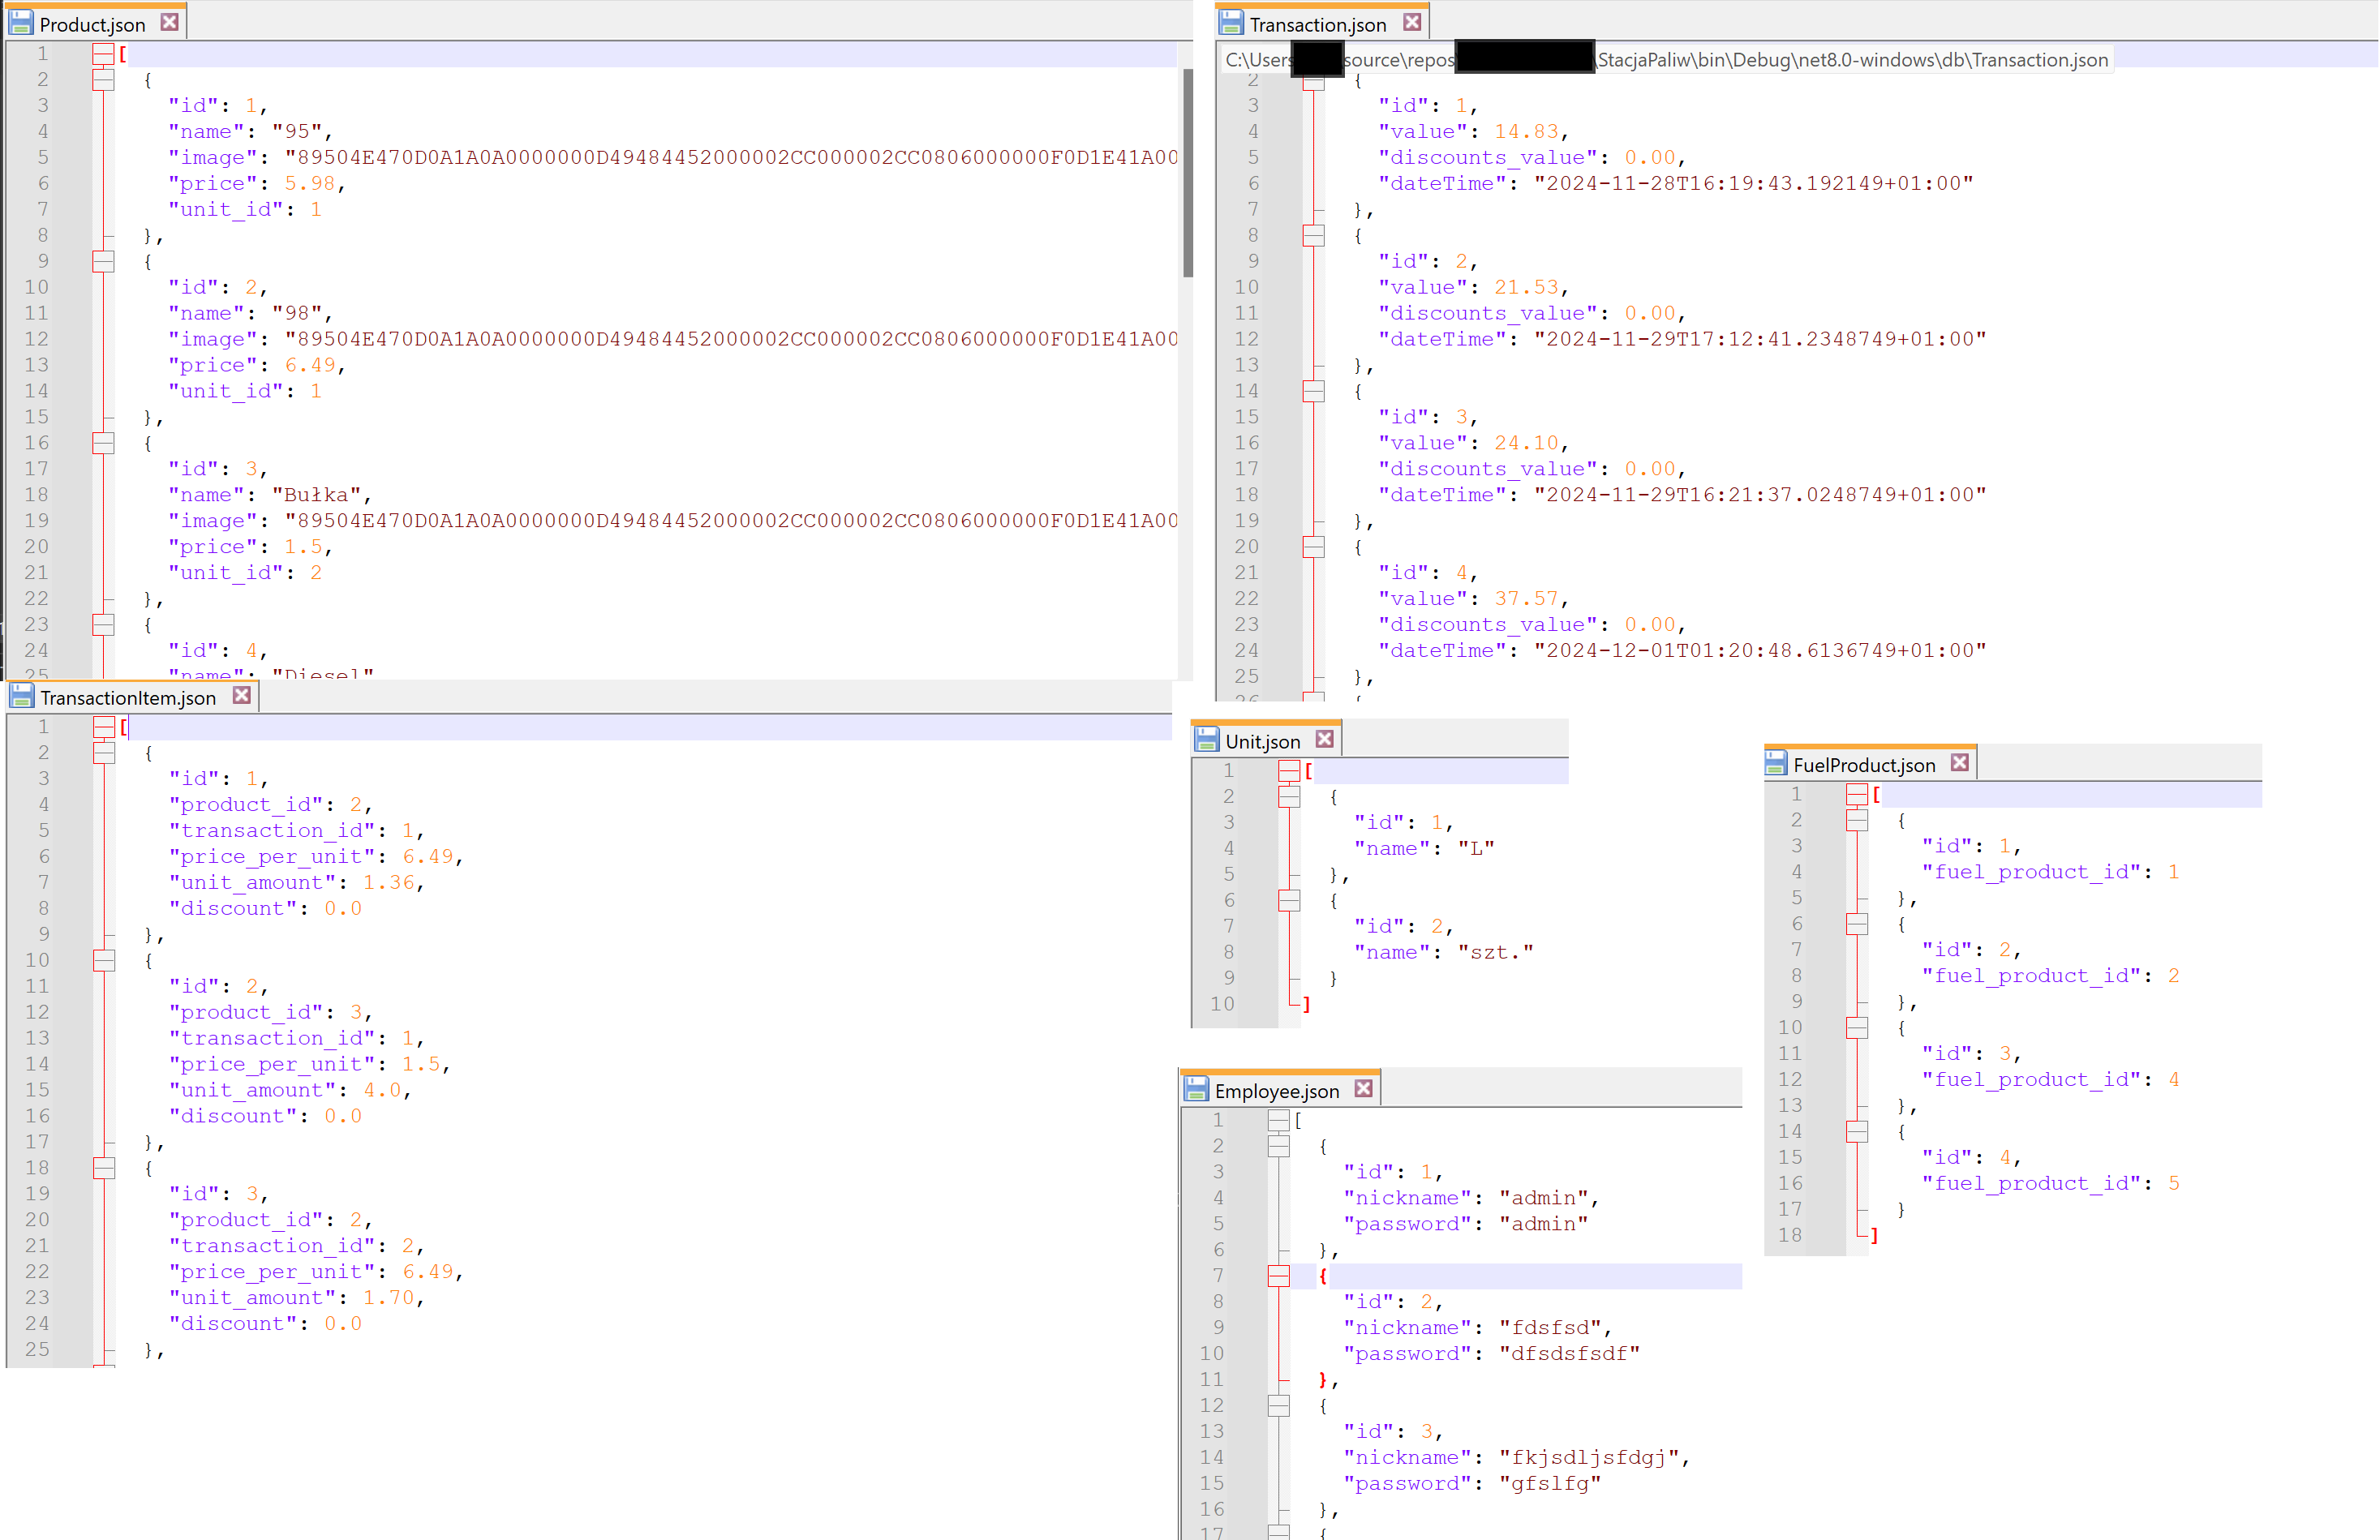 Product.json
1 [
2 {
3 "id": 1,
4 "name": "95",
5 "image": "89504E470D0A1A0A0000000D49484452000002CC000002CC0806000000F0D1E41A00
6 "price": 5.98,
7 "unit_id": 1
8 },
9 {
10 "id": 2,
11 "name": "98",
12 "image": "89504E470D0A1A0A0000000D49484452000002CC000002CC0806000000F0D1E41A00
13 "price": 6.49,
14 "unit_id": 1
15 },
16 {
17 "id": 3,
18 "name": "Bułka",
19 "image": "89504E470D0A1A0A0000000D49484452000002CC000002CC0806000000F0D1E41A00
20 "price": 1.5,
21 "unit_id": 2
22 },
23 {
24 "id": 4,
25 "name": "Diesel"
Transaction.json
C:\Users source\repos \StacjaPaliw\bin\Debug\net8.0-windows\db\Transaction.json
2 {
3 "id": 1,
4 "value": 14.83,
5 "discounts_value": 0.00,
6 "dateTime": "2024-11-28T16:19:43.192149+01:00"
7 },
8 {
9 "id": 2,
10 "value": 21.53,
11 "discounts_value": 0.00,
12 "dateTime": "2024-11-29T17:12:41.2348749+01:00"
13 },
14 {
15 "id": 3,
16 "value": 24.10,
17 "discounts_value": 0.00,
18 "dateTime": "2024-11-29T16:21:37.0248749+01:00"
19 },
20 {
21 "id": 4,
22 "value": 37.57,
23 "discounts_value": 0.00,
24 "dateTime": "2024-12-01T01:20:48.6136749+01:00"
25 },
26 {
TransactionItem.json
1 [
2 {
3 "id": 1,
4 "product_id": 2,
5 "transaction_id": 1,
6 "price_per_unit": 6.49,
7 "unit_amount": 1.36,
8 "discount": 0.0
9 },
10 {
11 "id": 2,
12 "product_id": 3,
13 "transaction_id": 1,
14 "price_per_unit": 1.5,
15 "unit_amount": 4.0,
16 "discount": 0.0
17 },
18 {
19 "id": 3,
20 "product_id": 2,
21 "transaction_id": 2,
22 "price_per_unit": 6.49,
23 "unit_amount": 1.70,
24 "discount": 0.0
25 },
Unit.json
1 [
2 {
3 "id": 1,
4 "name": "L"
5 },
6 {
7 "id": 2,
8 "name": "szt."
9 }
10 ]
FuelProduct.json
1 [
2 {
3 "id": 1,
4 "fuel_product_id": 1
5 },
6 {
7 "id": 2,
8 "fuel_product_id": 2
9 },
10 {
11 "id": 3,
12 "fuel_product_id": 4
13 },
14 {
15 "id": 4,
16 "fuel_product_id": 5
17 }
18 ]
Employee.json
1 [
2 {
3 "id": 1,
4 "nickname": "admin",
5 "password": "admin"
6 },
7 {
8 "id": 2,
9 "nickname": "fdsfsd",
10 "password": "dfsdsfsdf"
11 },
12 {
13 "id": 3,
14 "nickname": "fkjsdljsfdgj",
15 "password": "gfslfg"
16 },
17 {